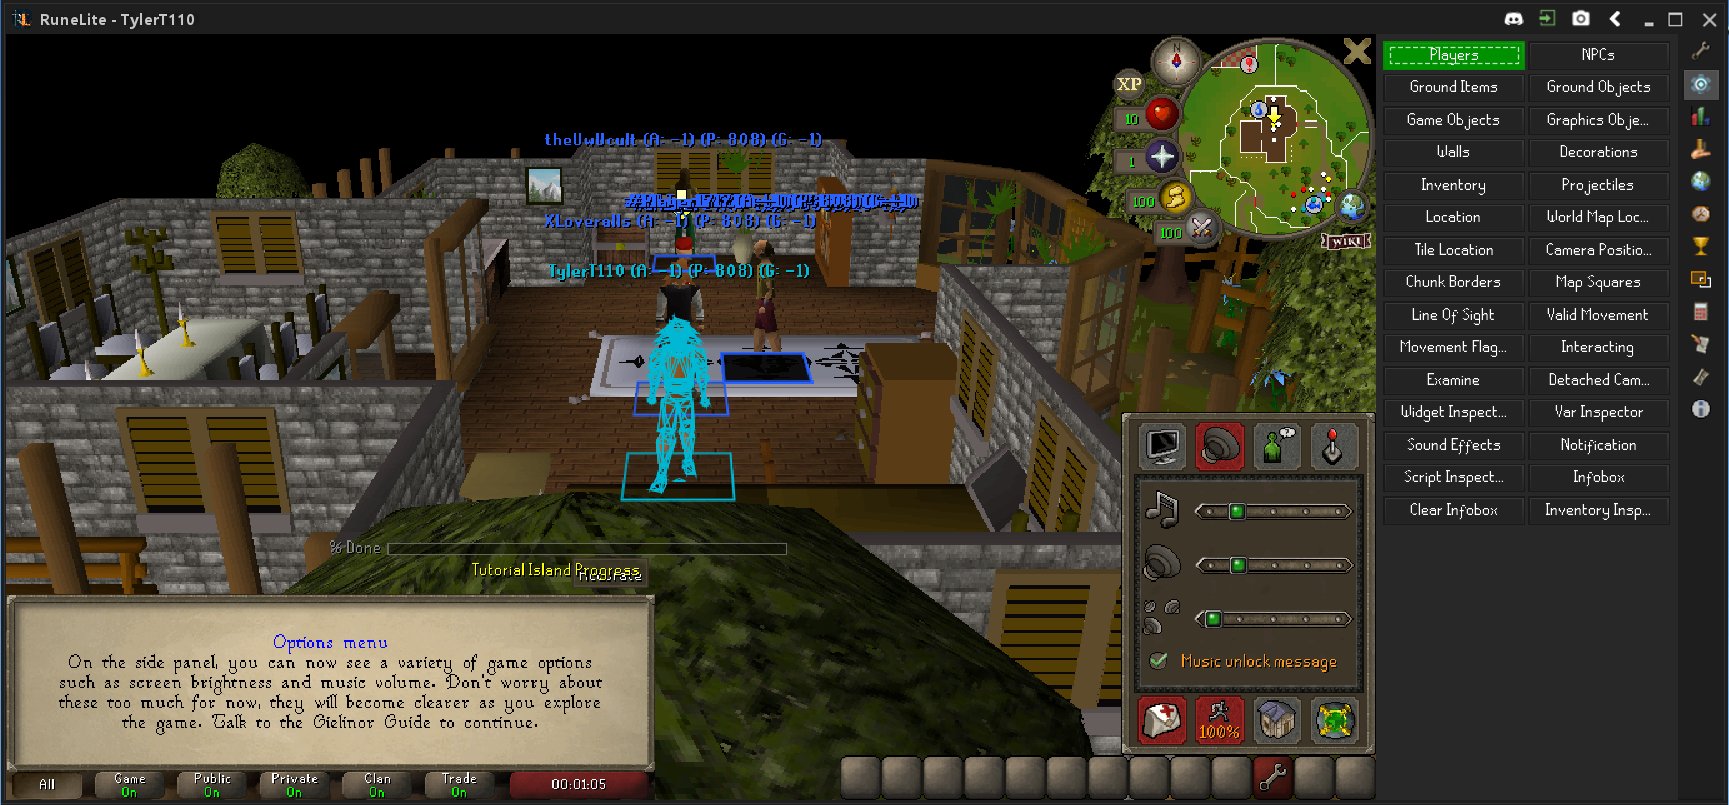 RuneLite - TylerT110
Players
NPCs
Ground Items
Ground Objects
Game Objects
Graphics Obje...
Walls
Decorations
Inventory
Projectiles
Location
World Map Loc...
Tile Location
Camera Positio...
Chunk Borders
Map Squares
Line Of Sight
Valid Movement
Movement Flag...
Interacting
Examine
Detached Cam...
Widget Inspect...
Var Inspector
Sound Effects
Notification
Script Inspect...
Infobox
Clear Infobox
Inventory Insp...
N
XP
10
1
100
100
WIKI
theUwUcult (A: -1) (P: 808) (G: -1)
XLoveralls (A: -1) (P: 808) (G: -1)
TylerT110 (A: -1) (P: 808) (G: -1)
% Done
Tutorial Island Progress
Accurate
Options menu
On the side panel, you can now see a variety of game options
such as screen brightness and music volume. Don't worry about
these too much for now, they will become clearer as you explore
the game. Talk to the Gielinor Guide to continue.
Music unlock message
100%
All
Game
On
Public
On
Private
On
Clan
On
Trade
On
00:01:05